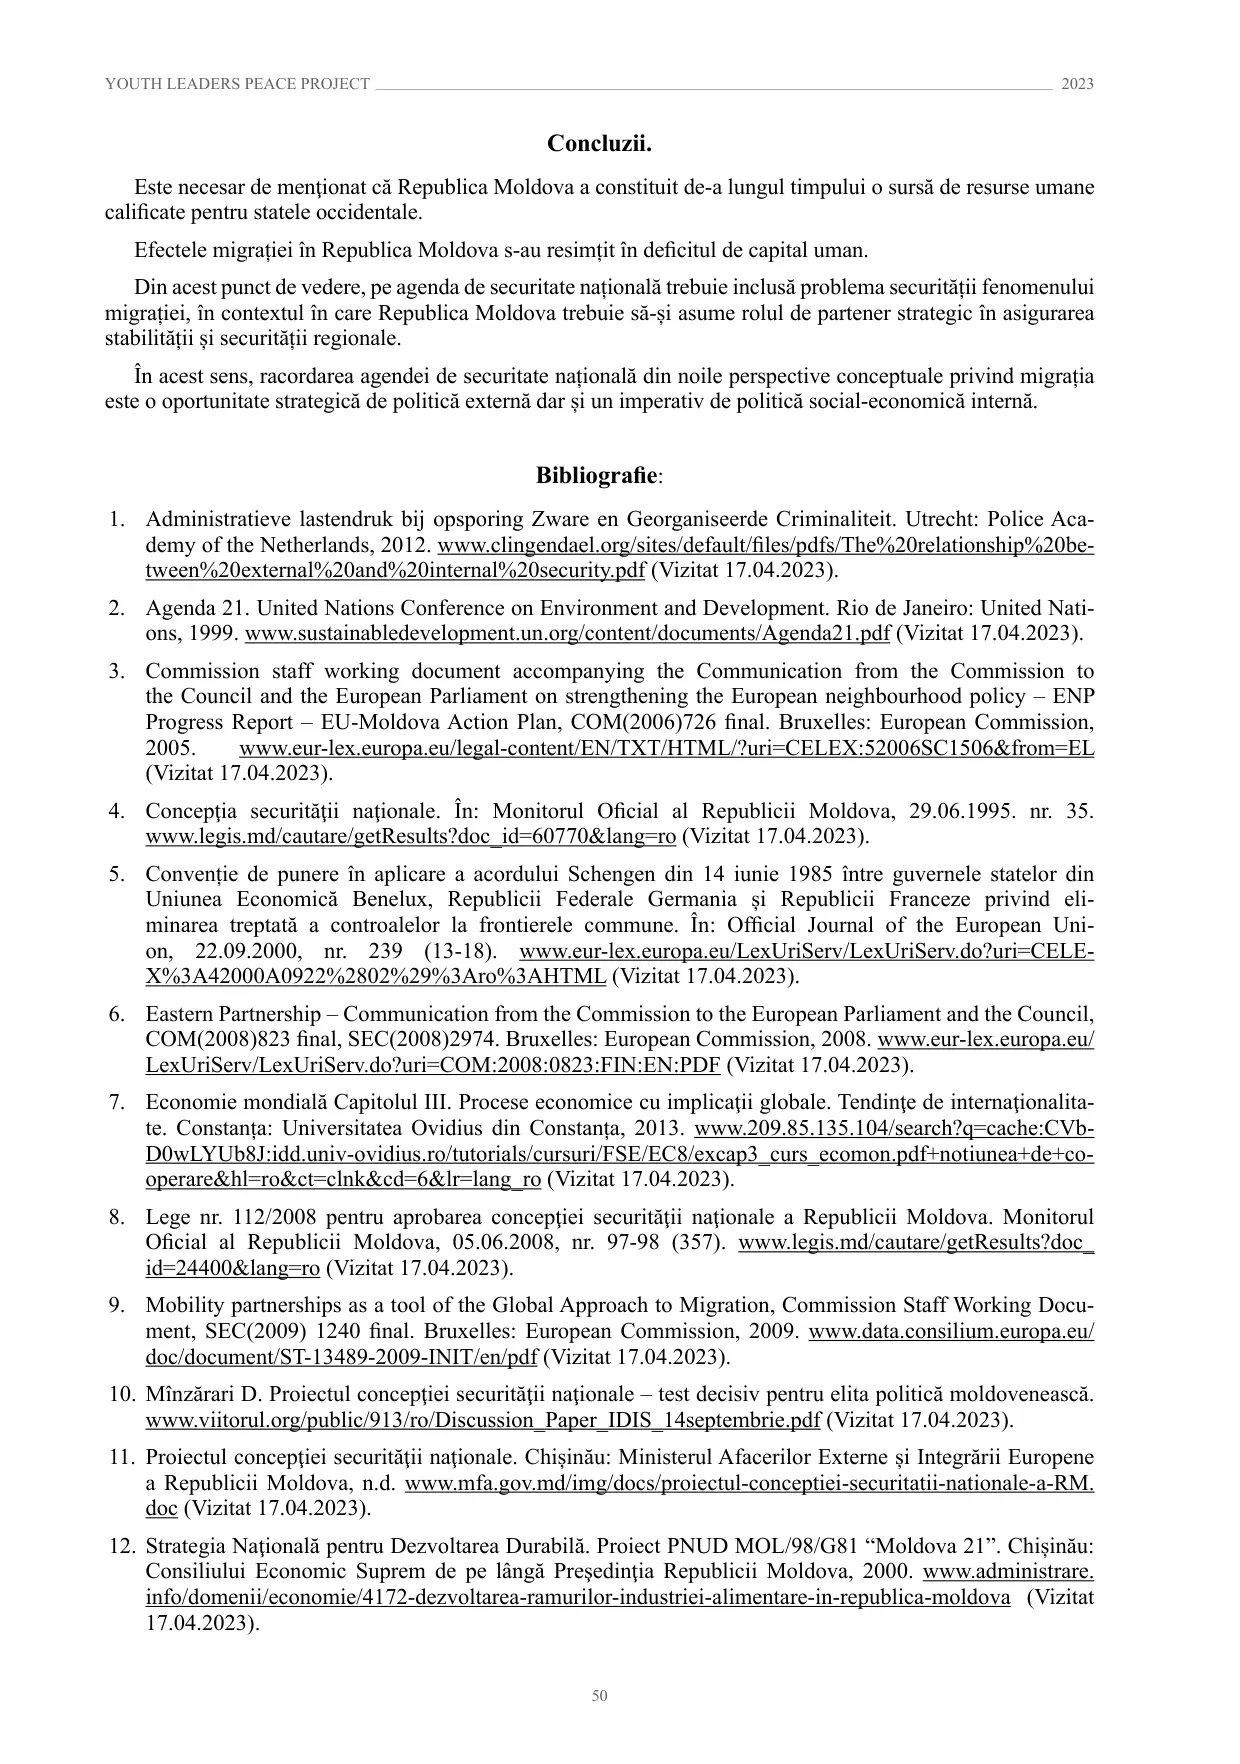 YOUTH LEADERS PEACE PROJECT 2023
Concluzii.
Este necesar de menţionat că Republica Moldova a constituit de-a lungul timpului o sursă de resurse umane
calificate pentru statele occidentale.
Efectele migrației în Republica Moldova s-au resimțit în deficitul de capital uman.
Din acest punct de vedere, pe agenda de securitate națională trebuie inclusă problema securității fenomenului
migrației, în contextul în care Republica Moldova trebuie să-și asume rolul de partener strategic în asigurarea
stabilității și securității regionale.
În acest sens, racordarea agendei de securitate națională din noile perspective conceptuale privind migrația
este o oportunitate strategică de politică externă dar și un imperativ de politică social-economică internă.
Bibliografie:
1. Administratieve lastendruk bij opsporing Zware en Georganiseerde Criminaliteit. Utrecht: Police Aca-
demy of the Netherlands, 2012. www.clingendael.org/sites/default/files/pdfs/The%20relationship%20be-
tween%20external%20and%20internal%20security.pdf (Vizitat 17.04.2023).
2. Agenda 21. United Nations Conference on Environment and Development. Rio de Janeiro: United Nati-
ons, 1999. www.sustainabledevelopment.un.org/content/documents/Agenda21.pdf (Vizitat 17.04.2023).
3. Commission staff working document accompanying the Communication from the Commission to
the Council and the European Parliament on strengthening the European neighbourhood policy – ENP
Progress Report – EU-Moldova Action Plan, COM(2006)726 final. Bruxelles: European Commission,
2005. www.eur-lex.europa.eu/legal-content/EN/TXT/HTML/?uri=CELEX:52006SC1506&from=EL
(Vizitat 17.04.2023).
4. Concepţia securităţii naţionale. În: Monitorul Oficial al Republicii Moldova, 29.06.1995. nr. 35.
www.legis.md/cautare/getResults?doc_id=60770&lang=ro (Vizitat 17.04.2023).
5. Convenție de punere în aplicare a acordului Schengen din 14 iunie 1985 între guvernele statelor din
Uniunea Economică Benelux, Republicii Federale Germania și Republicii Franceze privind eli-
minarea treptată a controalelor la frontierele commune. În: Official Journal of the European Uni-
on, 22.09.2000, nr. 239 (13-18). www.eur-lex.europa.eu/LexUriServ/LexUriServ.do?uri=CELE-
X%3A42000A0922%2802%29%3Aro%3AHTML (Vizitat 17.04.2023).
6. Eastern Partnership – Communication from the Commission to the European Parliament and the Council,
COM(2008)823 final, SEC(2008)2974. Bruxelles: European Commission, 2008. www.eur-lex.europa.eu/
LexUriServ/LexUriServ.do?uri=COM:2008:0823:FIN:EN:PDF (Vizitat 17.04.2023).
7. Economie mondială Capitolul III. Procese economice cu implicaţii globale. Tendinţe de internaţionalita-
te. Constanța: Universitatea Ovidius din Constanța, 2013. www.209.85.135.104/search?q=cache:CVb-
D0wLYUb8J:idd.univ-ovidius.ro/tutorials/cursuri/FSE/EC8/excap3_curs_ecomon.pdf+notiunea+de+co-
operare&hl=ro&ct=clnk&cd=6&lr=lang_ro (Vizitat 17.04.2023).
8. Lege nr. 112/2008 pentru aprobarea concepţiei securităţii naţionale a Republicii Moldova. Monitorul
Oficial al Republicii Moldova, 05.06.2008, nr. 97-98 (357). www.legis.md/cautare/getResults?doc_
id=24400&lang=ro (Vizitat 17.04.2023).
9. Mobility partnerships as a tool of the Global Approach to Migration, Commission Staff Working Docu-
ment, SEC(2009) 1240 final. Bruxelles: European Commission, 2009. www.data.consilium.europa.eu/
doc/document/ST-13489-2009-INIT/en/pdf (Vizitat 17.04.2023).
10. Mînzărari D. Proiectul concepţiei securităţii naţionale – test decisiv pentru elita politică moldovenească.
www.viitorul.org/public/913/ro/Discussion_Paper_IDIS_14septembrie.pdf (Vizitat 17.04.2023).
11. Proiectul concepţiei securităţii naţionale. Chișinău: Ministerul Afacerilor Externe și Integrării Europene
a Republicii Moldova, n.d. www.mfa.gov.md/img/docs/proiectul-conceptiei-securitatii-nationale-a-RM.
doc (Vizitat 17.04.2023).
12. Strategia Naţională pentru Dezvoltarea Durabilă. Proiect PNUD MOL/98/G81 “Moldova 21”. Chișinău:
Consiliului Economic Suprem de pe lângă Preşedinţia Republicii Moldova, 2000. www.administrare.
info/domenii/economie/4172-dezvoltarea-ramurilor-industriei-alimentare-in-republica-moldova (Vizitat
17.04.2023).
50